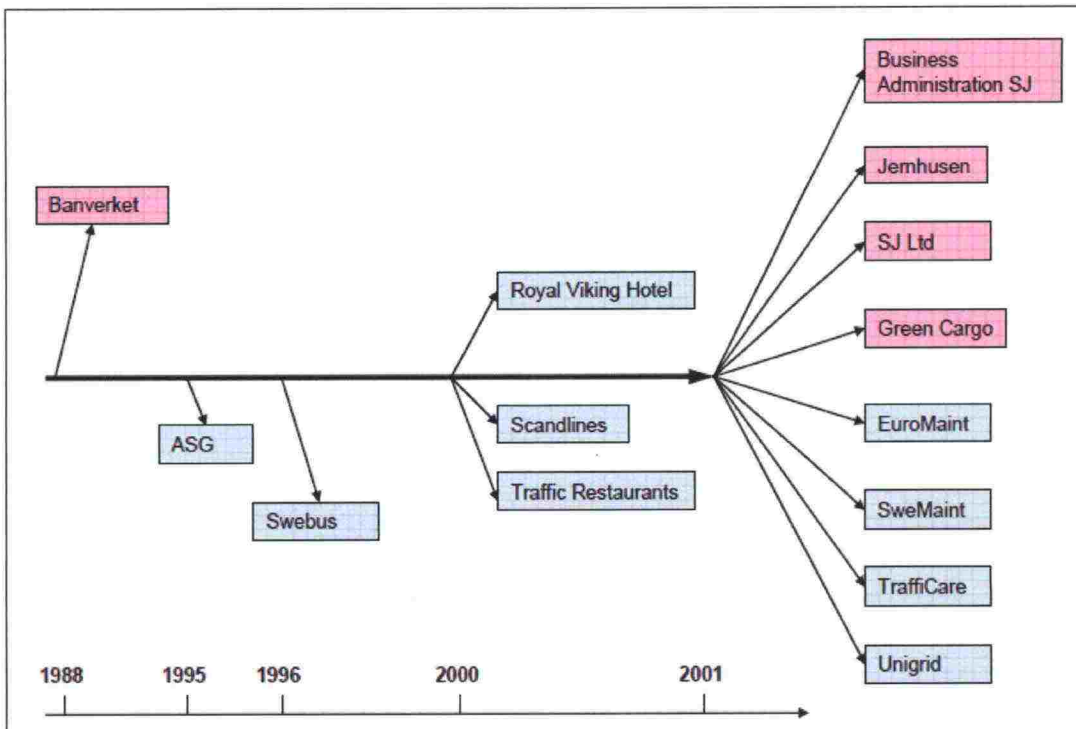 Business
Administration SJ
Jernhusen
Banverket
SJ Ltd
Royal Viking Hotel
Green Cargo
Scandlines
EuroMaint
ASG
Traffic Restaurants
SweMaint
Swebus
TraffiCare
Unigrid
1988 1995 1996 2000 2001